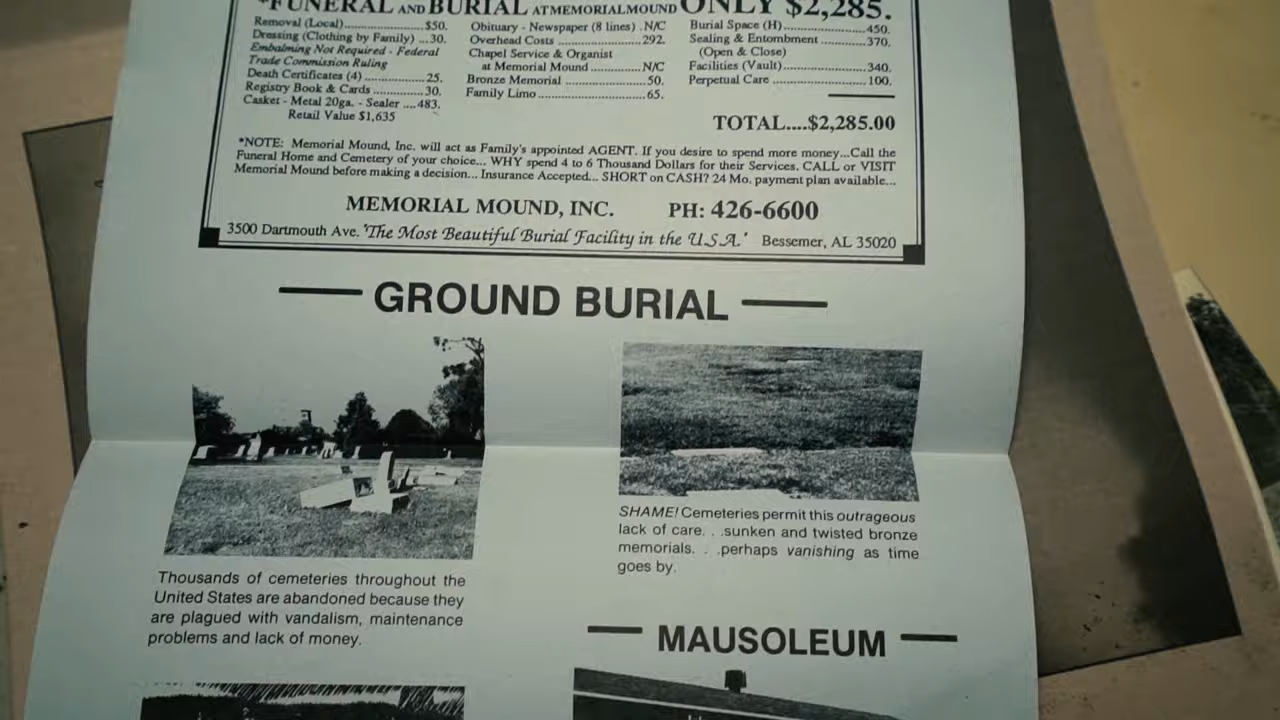 *FUNERAL AND BURIAL AT MEMORIAL MOUND ONLY $2,285.
Removal (Local)......................$50.
Dressing (Clothing by Family) ...30.
Embalming Not Required - Federal
Trade Commission Ruling
Death Certificates (4) ................25.
Registry Book & Cards ...............30.
Casket - Metal 20ga. - Sealer ....483.
Retail Value $1,635
Obituary - Newspaper (8 lines) .N/C
Overhead Costs ......................292.
Chapel Service & Organist
at Memorial Mound .............N/C
Bronze Memorial ......................50.
Family Limo .............................65.
Burial Space (H) ........................450.
Sealing & Entombment ...............370.
(Open & Close)
Facilities (Vault) .........................340.
Perpetual Care ............................100.
TOTAL....$2,285.00
*NOTE: Memorial Mound, Inc. will act as Family's appointed AGENT. If you desire to spend more money...Call the
Funeral Home and Cemetery of your choice... WHY spend 4 to 6 Thousand Dollars for their Services. CALL or VISIT
Memorial Mound before making a decision... Insurance Accepted... SHORT on CASH? 24 Mo. payment plan available...
MEMORIAL MOUND, INC. PH: 426-6600
3500 Dartmouth Ave. 'The Most Beautiful Burial Facility in the U.S.A.' Bessemer, AL 35020
GROUND BURIAL
Thousands of cemeteries throughout the
United States are abandoned because they
are plagued with vandalism, maintenance
problems and lack of money.
SHAME! Cemeteries permit this outrageous
lack of care. . .sunken and twisted bronze
memorials. . .perhaps vanishing as time
goes by.
MAUSOLEUM